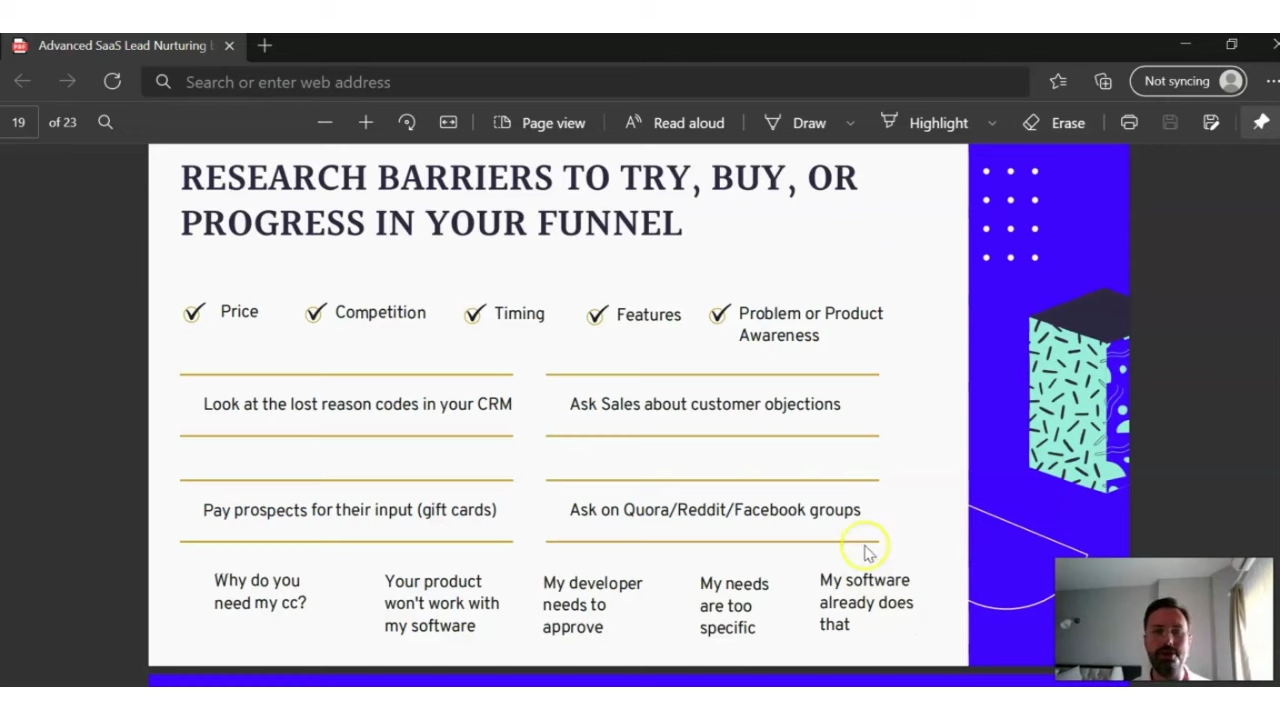 Advanced SaaS Lead Nurturing
Search or enter web address
Not syncing
19 of 23
Page view
Read aloud
Draw
Highlight
Erase
RESEARCH BARRIERS TO TRY, BUY, OR
PROGRESS IN YOUR FUNNEL
Price
Competition
Timing
Features
Problem or Product
Awareness
Look at the lost reason codes in your CRM
Ask Sales about customer objections
Pay prospects for their input (gift cards)
Ask on Quora/Reddit/Facebook groups
Why do you
need my cc?
Your product
won't work with
my software
My developer
needs to
approve
My needs
are too
specific
My software
already does
that